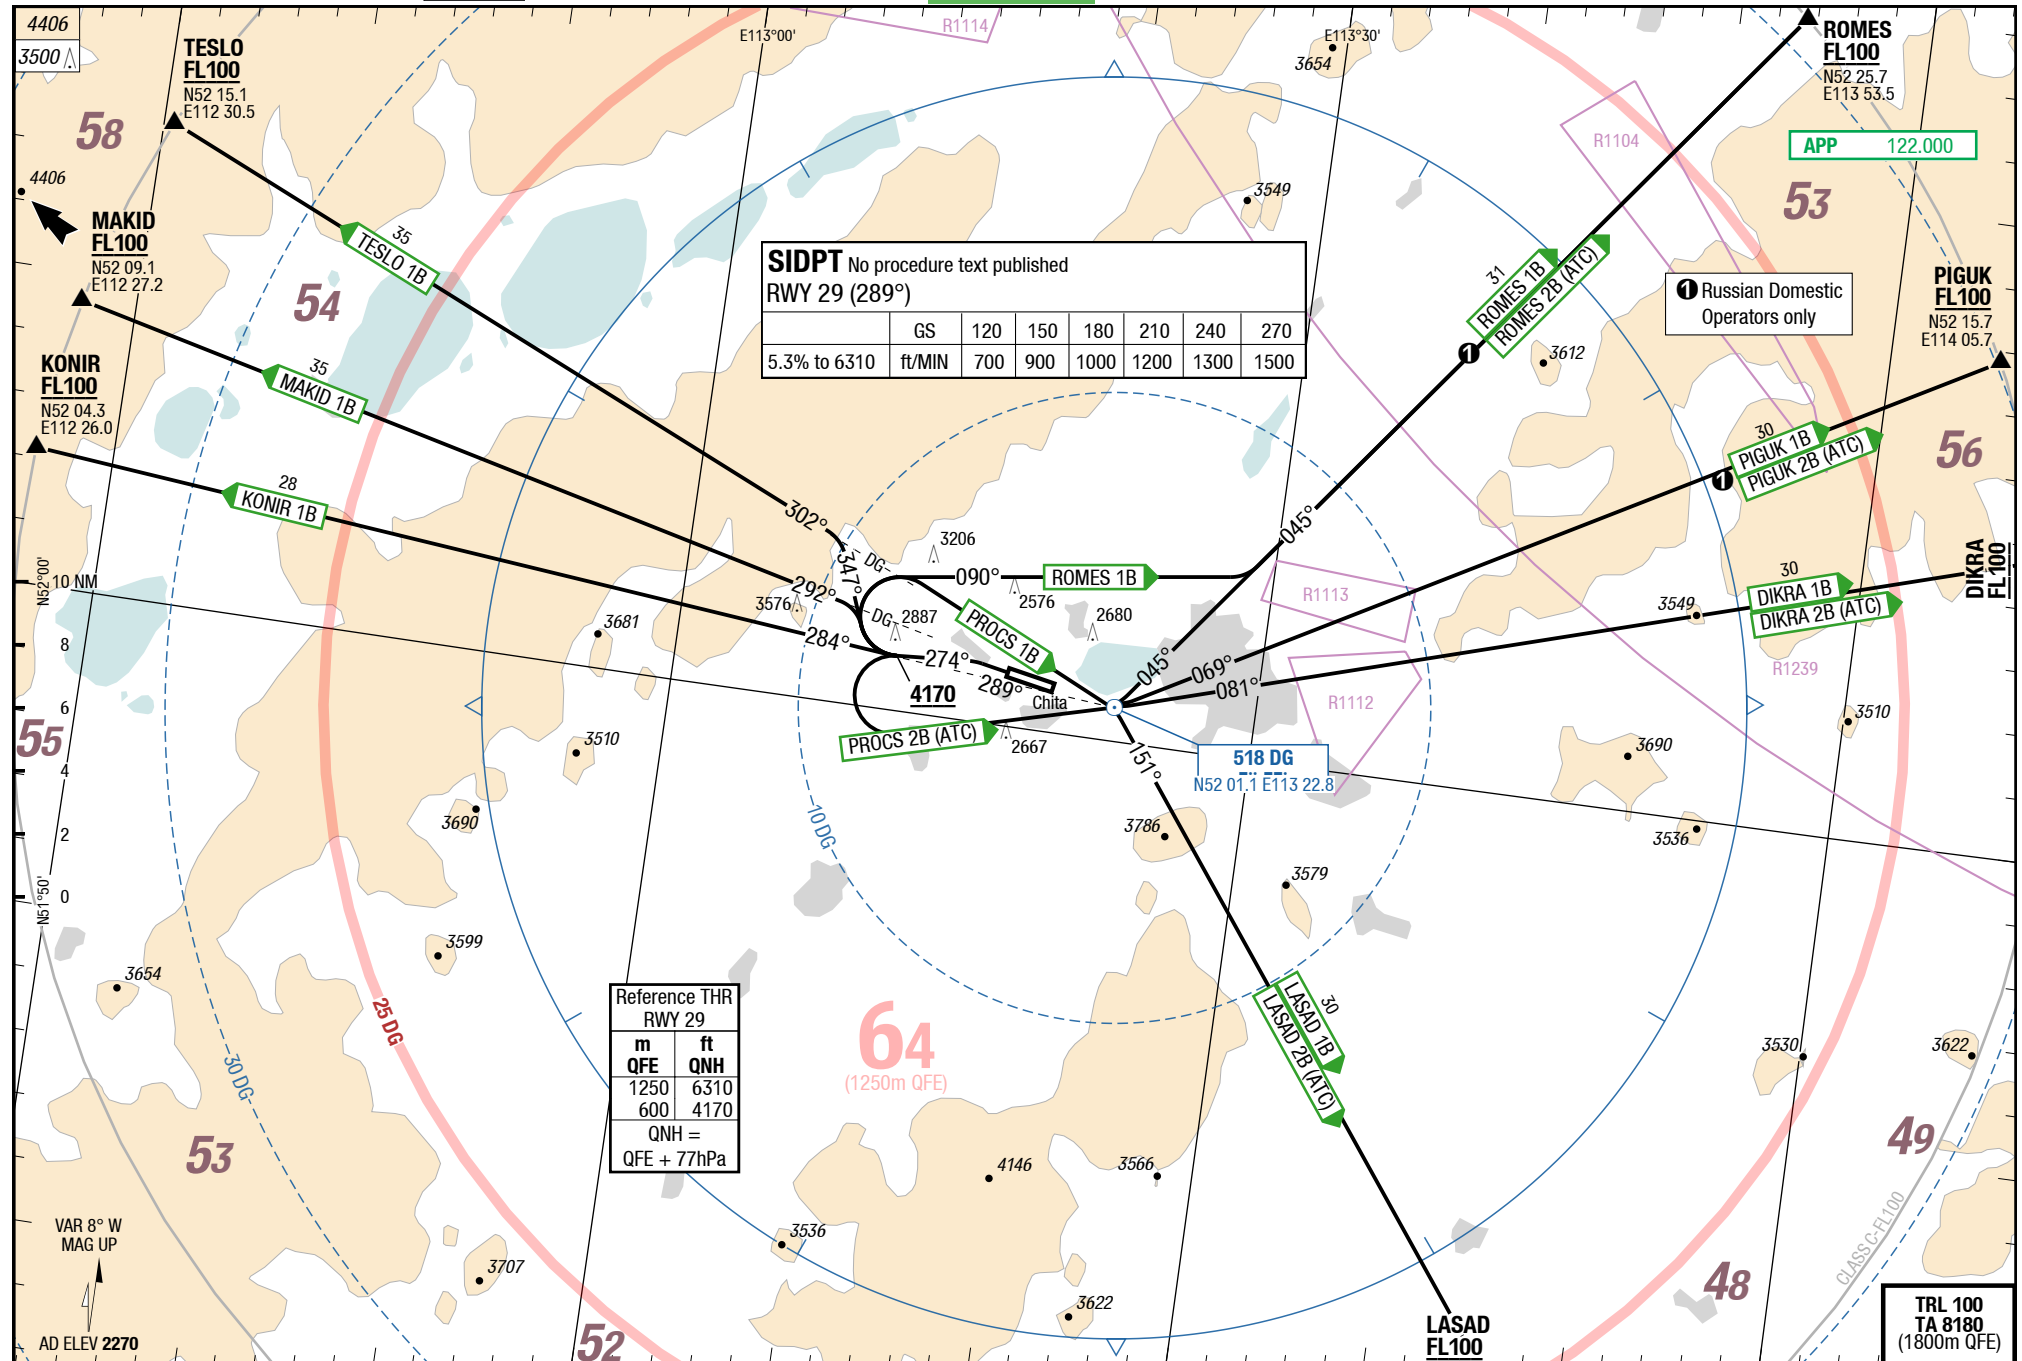 4406
3500
TESLO
FL100
N52 15.1
E112 30.5
58
4406
MAKID
FL100
N52 09.1
E112 27.2
KONIR
FL100
N52 04.3
E112 26.0
54
35
TESLO 1B
35
MAKID 1B
28
KONIR 1B
E113°00'
R1114
3654
E113°30'
3549
ROMES
FL100
N52 25.7
E113 53.5
R1104
APP 122.000
53
SIDPT No procedure text published
RWY 29 (289°)
GS 120 150 180 210 240 270
5.3% to 6310 ft/MIN 700 900 1000 1200 1300 1500
31
ROMES 1B
ROMES 2B (ATC)
1
3612
1 Russian Domestic
Operators only
PIGUK
FL100
N52 15.7
E114 05.7
30
PIGUK 1B
PIGUK 2B (ATC)
1
56
DIKRA
FL100
30
DIKRA 1B
DIKRA 2B (ATC)
3549
R1239
302°
347°
DG
3206
090°
ROMES 1B
045°
292°
3576
DG
2887
2576
2680
PROCS 1B
284°
274°
289°
4170
Chita
045°
069°
081°
R1113
R1112
PROCS 2B (ATC)
2667
151°
518 DG
N52 01.1 E113 22.8
N52°00'
10 NM
8
6
4
2
0
N51°50'
3681
3510
3690
55
10 DG
3786
3579
3690
3510
3536
3599
3654
25 DG
30 DG
Reference THR
RWY 29
m ft
QFE QNH
1250 6310
600 4170
QNH =
QFE + 77hPa
64
(1250m QFE)
30
LASAD 1B
LASAD 2B (ATC)
3530
3622
53
4146
3566
3536
3707
3622
49
CLASS C-FL100
48
52
VAR 8° W
MAG UP
AD ELEV 2270
LASAD
FL100
TRL 100
TA 8180
(1800m QFE)